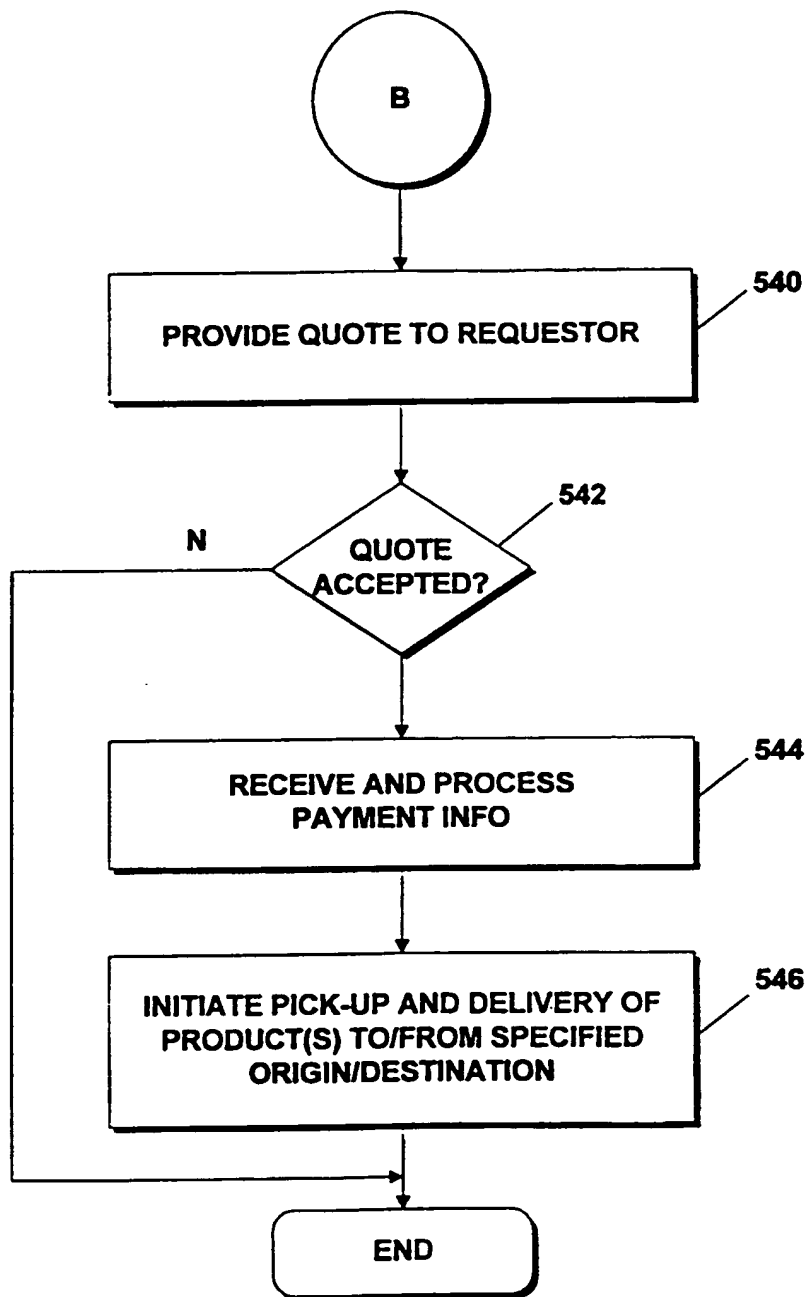 B
540
PROVIDE QUOTE TO REQUESTOR
542
N
QUOTE
ACCEPTED?
544
RECEIVE AND PROCESS
PAYMENT INFO
546
INITIATE PICK-UP AND DELIVERY OF
PRODUCT(S) TO/FROM SPECIFIED
ORIGIN/DESTINATION
END